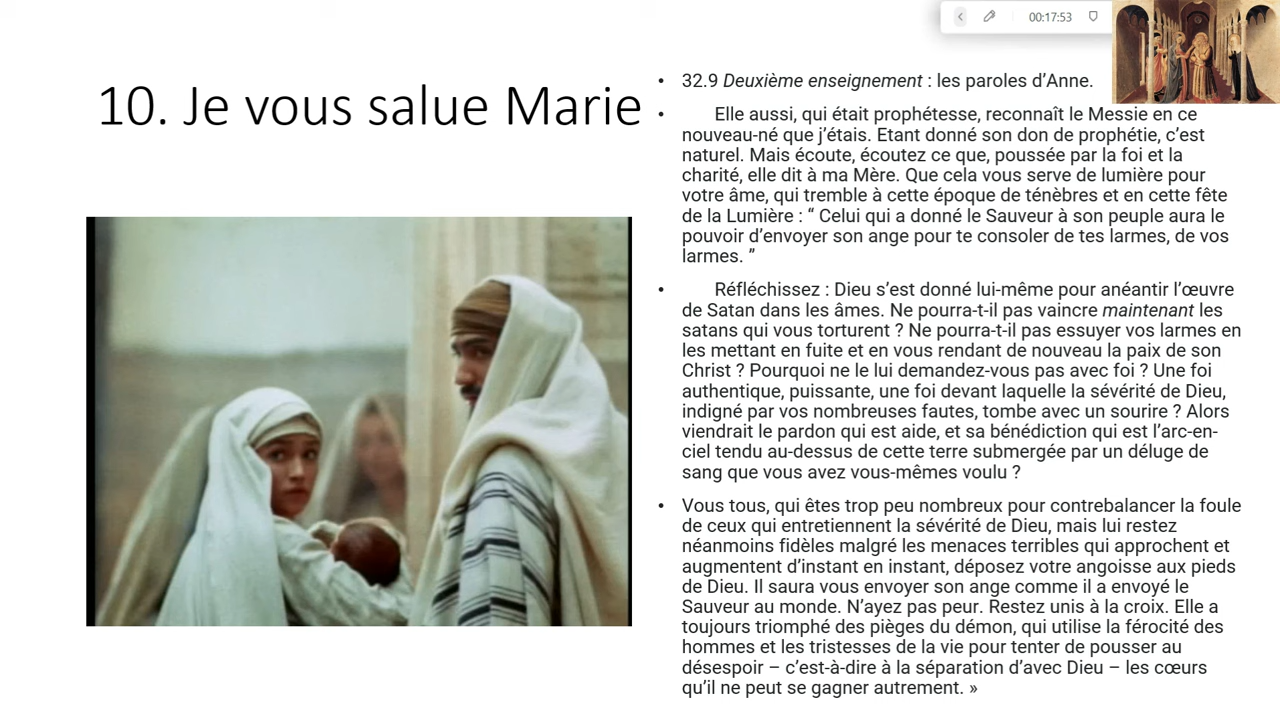 00:17:53
10. Je vous salue Marie
• 32.9 Deuxième enseignement : les paroles d’Anne.
• Elle aussi, qui était prophétesse, reconnaît le Messie en ce
nouveau-né que j’étais. Etant donné son don de prophétie, c’est
naturel. Mais écoute, écoutez ce que, poussée par la foi et la
charité, elle dit à ma Mère. Que cela vous serve de lumière pour
votre âme, qui tremble à cette époque de ténèbres et en cette fête
de la Lumière : “ Celui qui a donné le Sauveur à son peuple aura le
pouvoir d’envoyer son ange pour te consoler de tes larmes, de vos
larmes. ”
• Réfléchissez : Dieu s’est donné lui-même pour anéantir l’œuvre
de Satan dans les âmes. Ne pourra-t-il pas vaincre maintenant les
satans qui vous torturent ? Ne pourra-t-il pas essuyer vos larmes en
les mettant en fuite et en vous rendant de nouveau la paix de son
Christ ? Pourquoi ne le lui demandez-vous pas avec foi ? Une foi
authentique, puissante, une foi devant laquelle la sévérité de Dieu,
indigné par vos nombreuses fautes, tombe avec un sourire ? Alors
viendrait le pardon qui est aide, et sa bénédiction qui est l’arc-en-
ciel tendu au-dessus de cette terre submergée par un déluge de
sang que vous avez vous-mêmes voulu ?
• Vous tous, qui êtes trop peu nombreux pour contrebalancer la foule
de ceux qui entretiennent la sévérité de Dieu, mais lui restez
néanmoins fidèles malgré les menaces terribles qui approchent et
augmentent d’instant en instant, déposez votre angoisse aux pieds
de Dieu. Il saura vous envoyer son ange comme il a envoyé le
Sauveur au monde. N’ayez pas peur. Restez unis à la croix. Elle a
toujours triomphé des pièges du démon, qui utilise la férocité des
hommes et les tristesses de la vie pour tenter de pousser au
désespoir – c’est-à-dire à la séparation d’avec Dieu – les cœurs
qu’il ne peut se gagner autrement. »